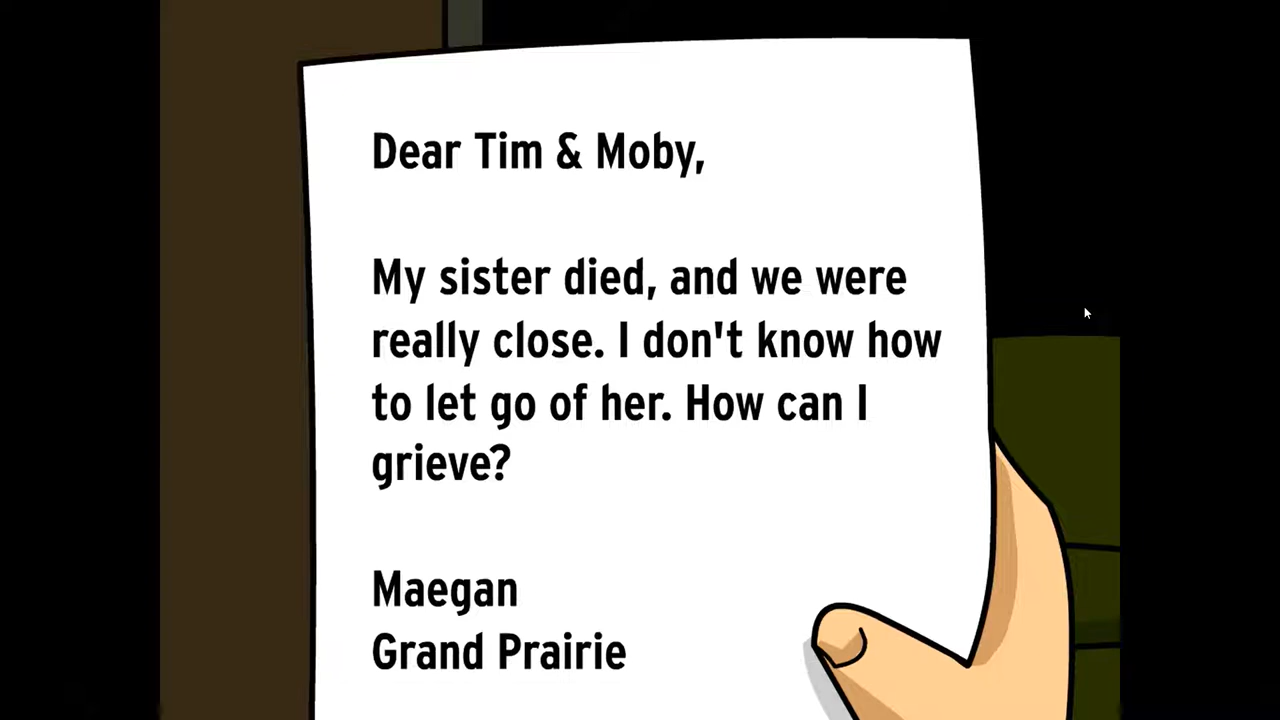 Dear Tim & Moby,
My sister died, and we were
really close. I don't know how
to let go of her. How can I
grieve?
Maegan
Grand Prairie